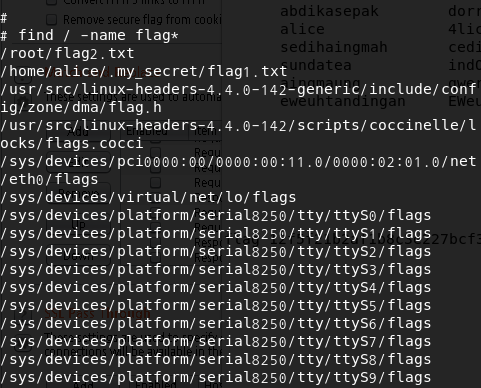 #
# find / -name flag*
/root/flag2.txt
/home/alice/.my_secret/flag1.txt
/usr/src/linux-headers-4.4.0-142-generic/include/conf
ig/zone/dma/flag.h
/usr/src/linux-headers-4.4.0-142/scripts/coccinelle/l
ocks/flags.cocci
/sys/devices/pci0000:00/0000:00:11.0/0000:02:01.0/net
/eth0/flags
/sys/devices/virtual/net/lo/flags
/sys/devices/platform/serial8250/tty/ttyS0/flags
/sys/devices/platform/serial8250/tty/ttyS1/flags
/sys/devices/platform/serial8250/tty/ttyS2/flags
/sys/devices/platform/serial8250/tty/ttyS3/flags
/sys/devices/platform/serial8250/tty/ttyS4/flags
/sys/devices/platform/serial8250/tty/ttyS5/flags
/sys/devices/platform/serial8250/tty/ttyS6/flags
/sys/devices/platform/serial8250/tty/ttyS7/flags
/sys/devices/platform/serial8250/tty/ttyS8/flags
/sys/devices/platform/serial8250/tty/ttyS9/flags
Remove secure flag from cook
abdikasepak
alice
sedihaingmah
sundatea
aingmaung
eweuhtandingan